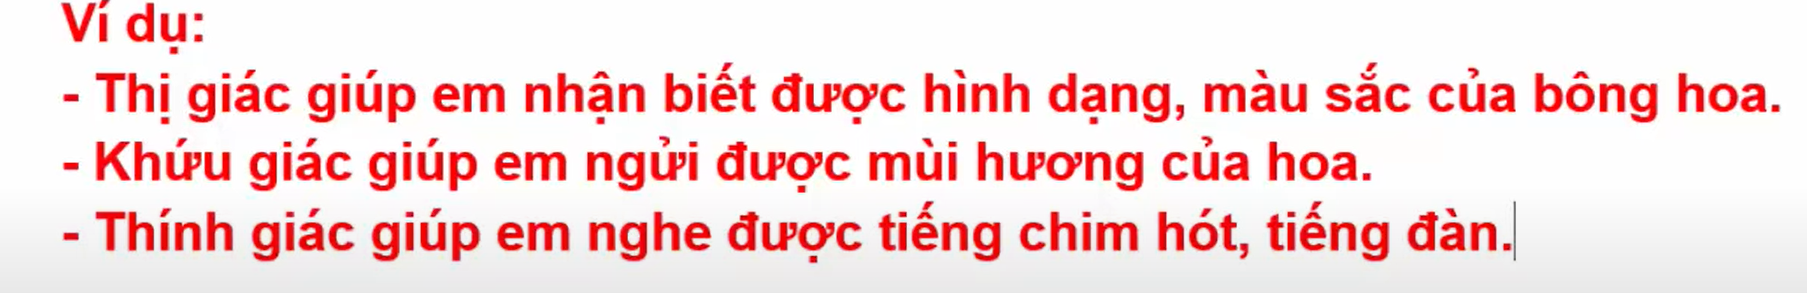 Ví dụ:
- Thị giác giúp em nhận biết được hình dạng, màu sắc của bông hoa.
- Khứu giác giúp em ngửi được mùi hương của hoa.
- Thính giác giúp em nghe được tiếng chim hót, tiếng đàn.